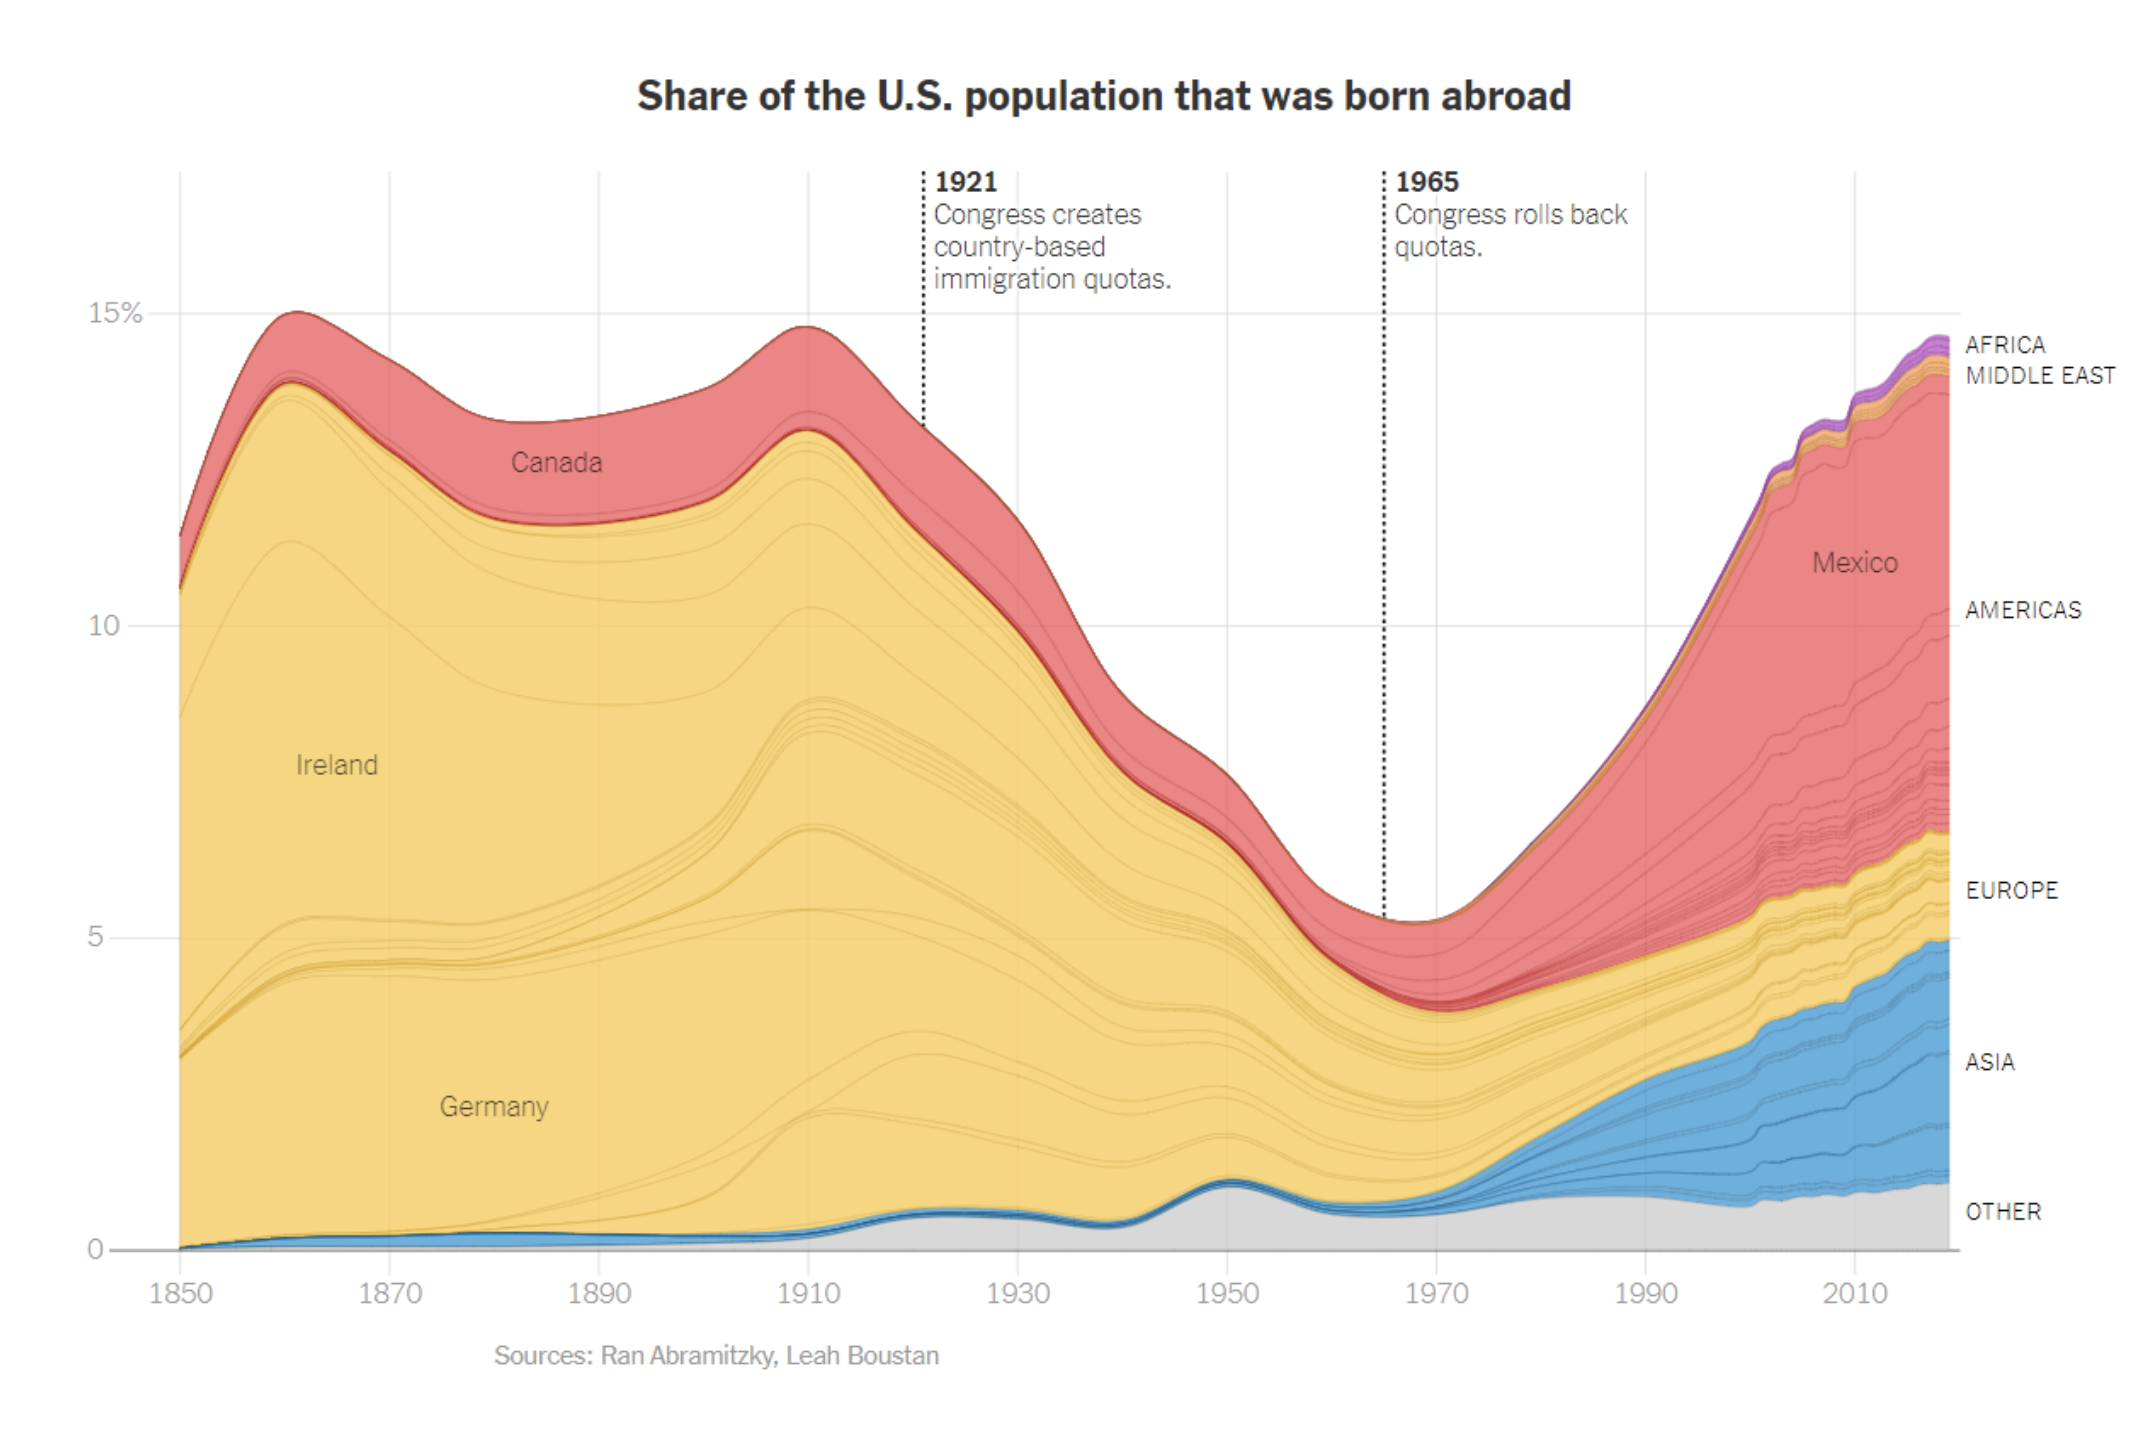 Share of the U.S. population that was born abroad
1921
Congress creates
country-based
immigration quotas.
1965
Congress rolls back
quotas.
15%
10
5
0
Canada
Ireland
Germany
Mexico
AFRICA
MIDDLE EAST
AMERICAS
EUROPE
ASIA
OTHER
1850 1870 1890 1910 1930 1950 1970 1990 2010
Sources: Ran Abramitzky, Leah Boustan